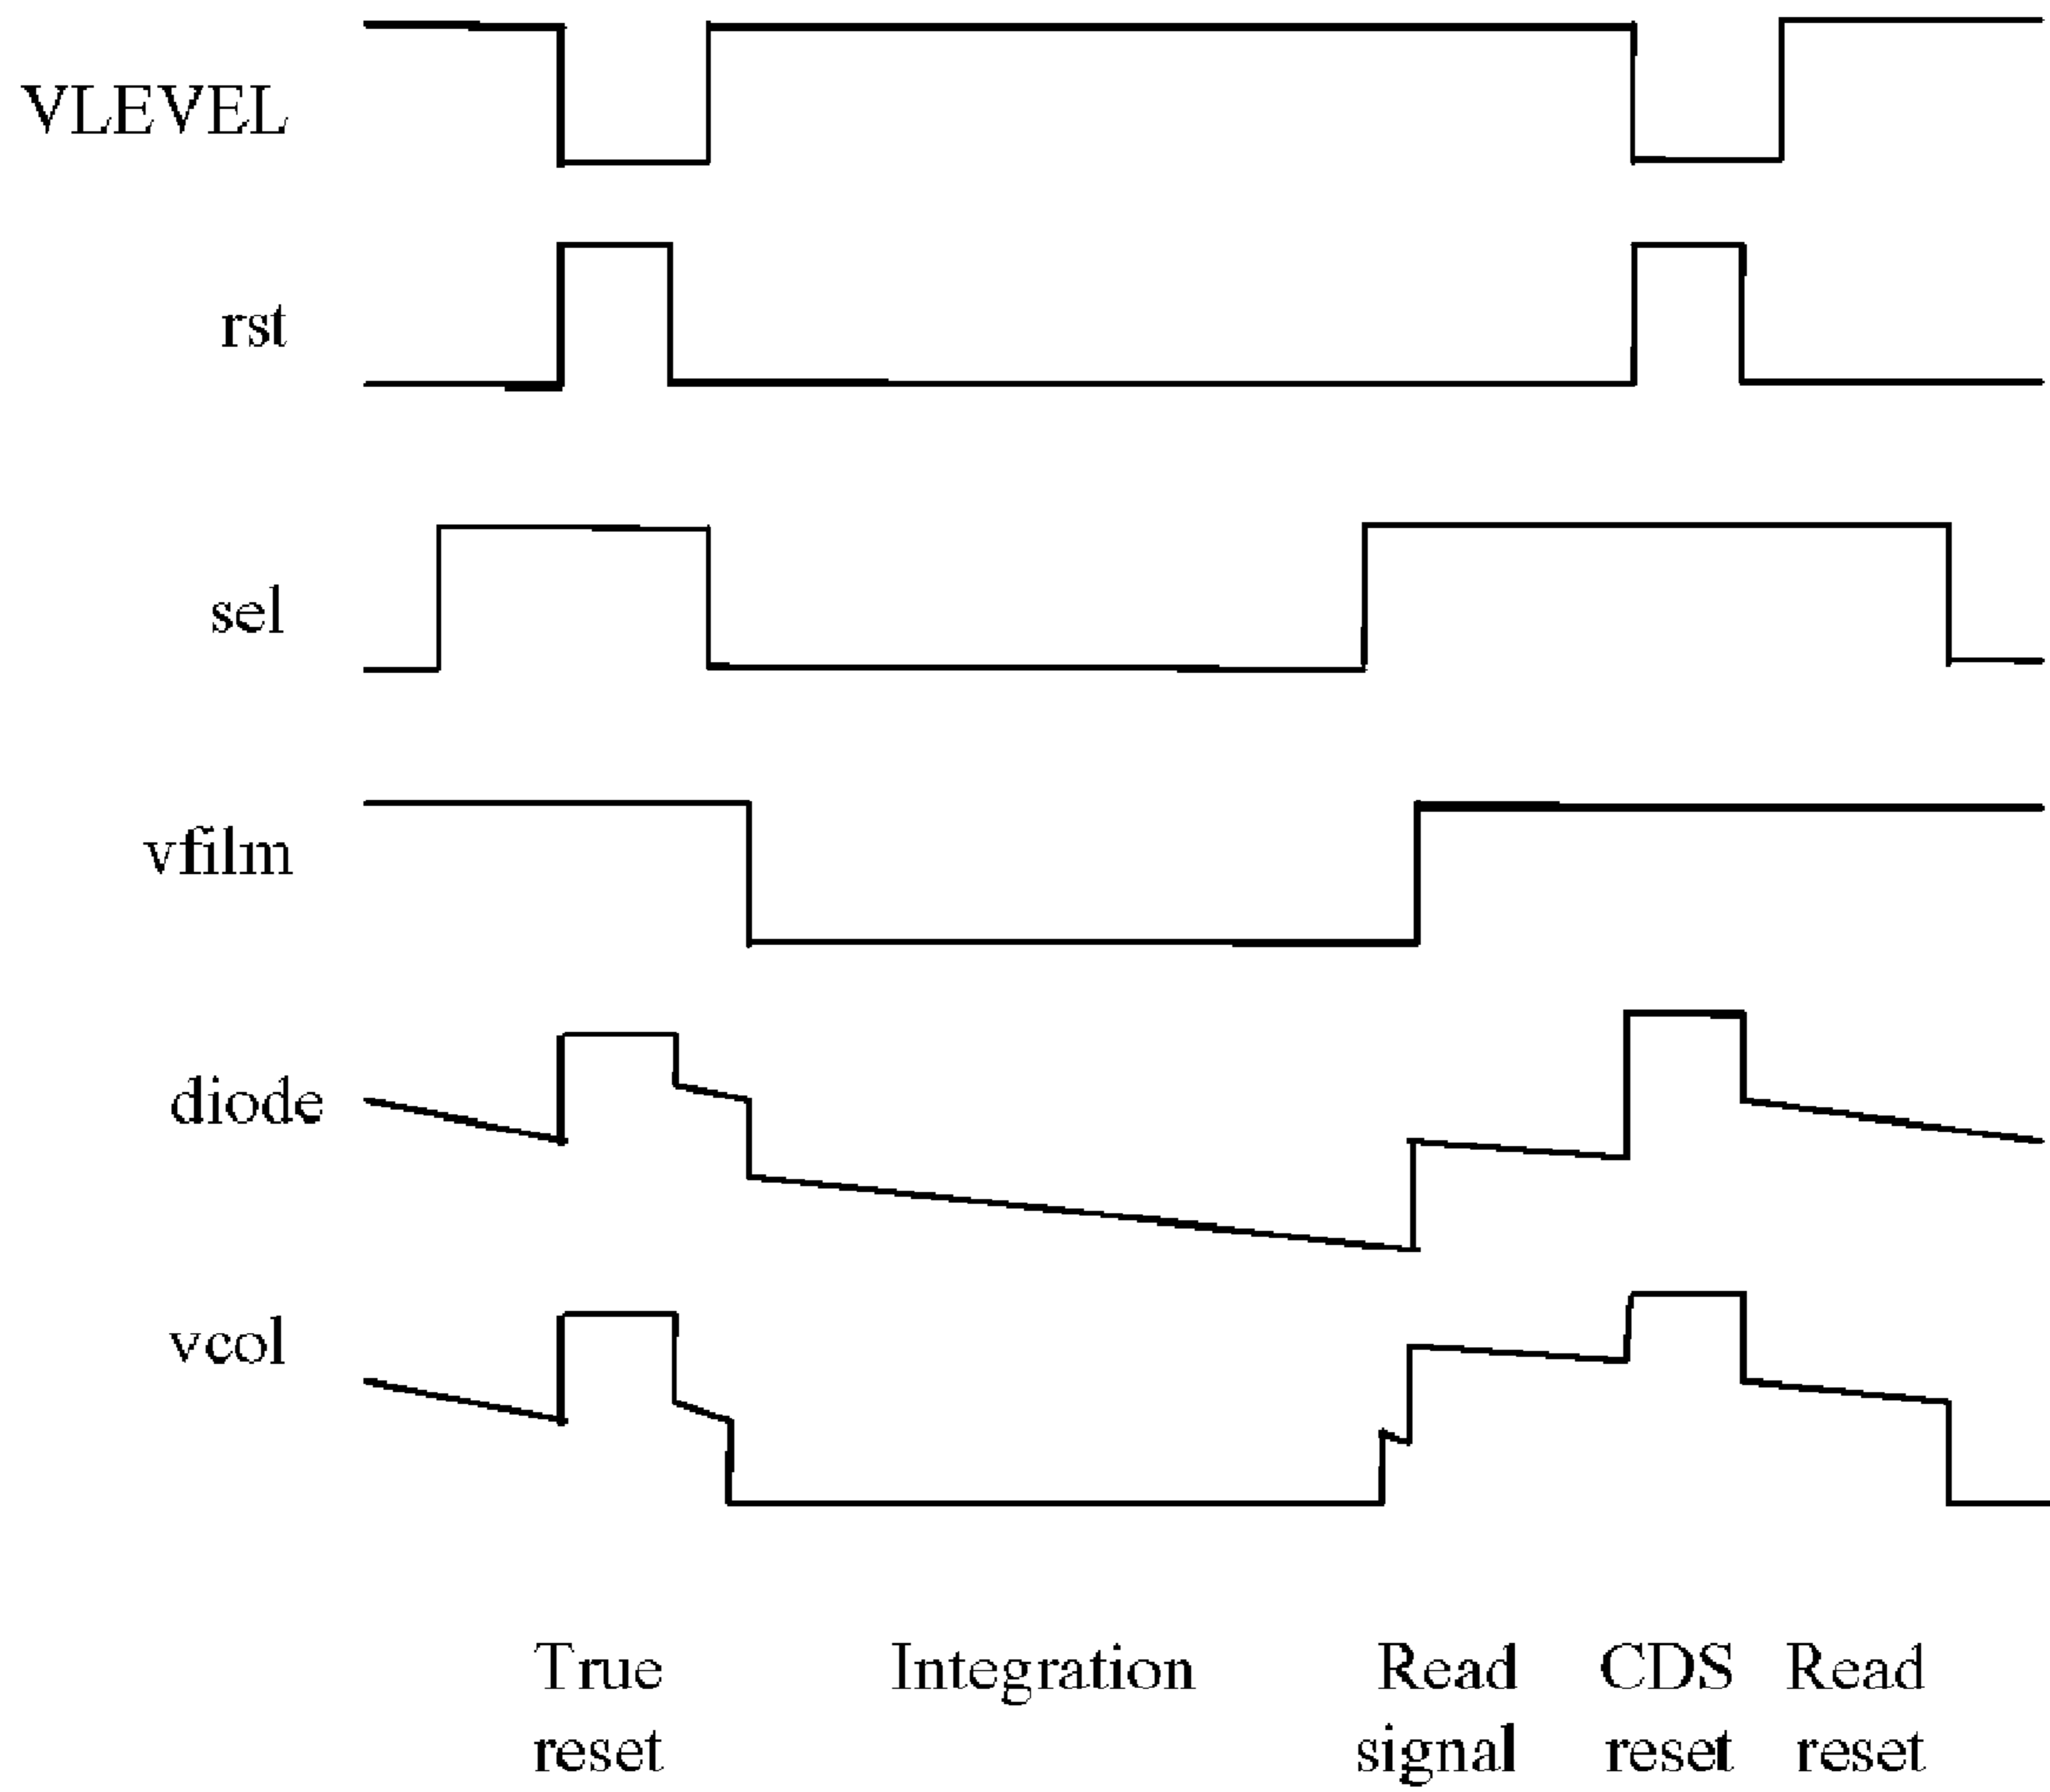 VLEVEL
rst
sel
vfilm
diode
vcol
True Integration Read CDS Read
reset signal reset reset